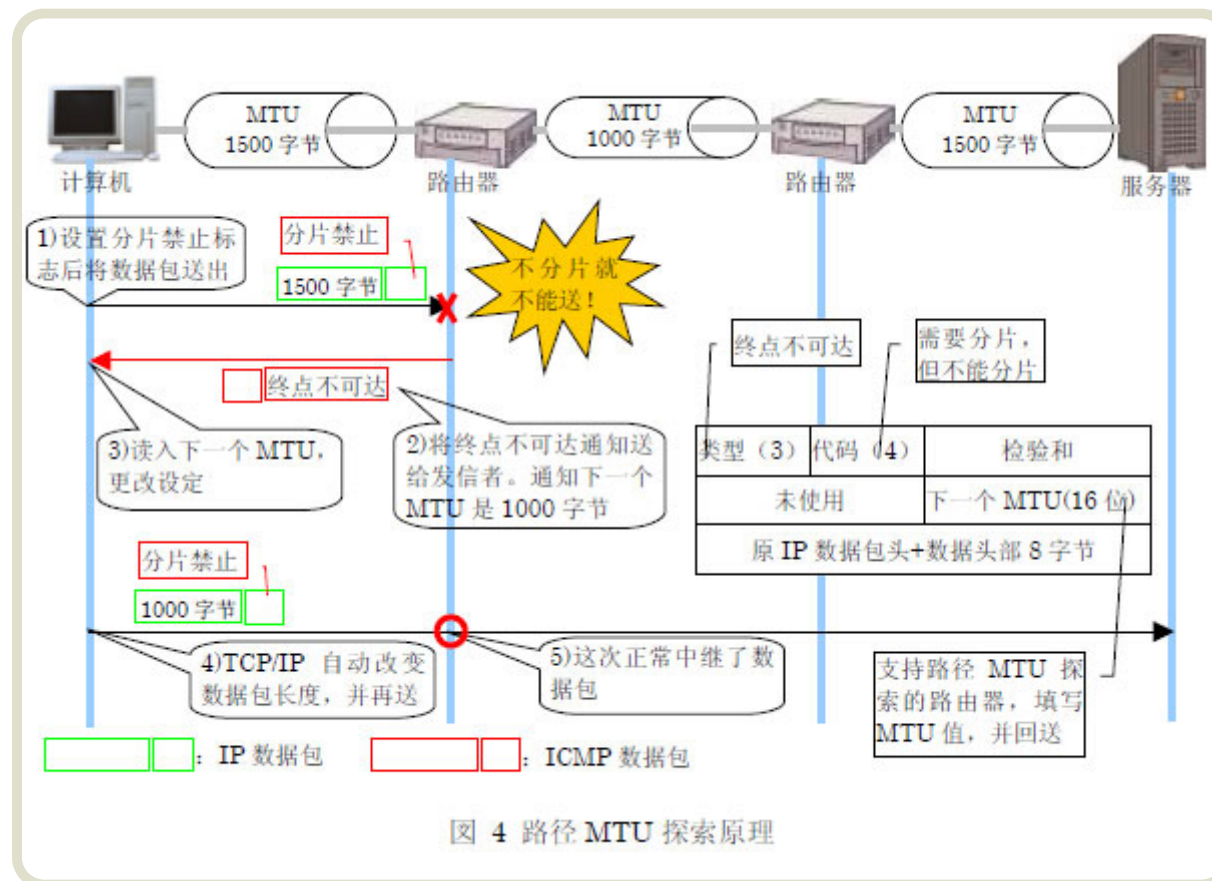 MTU
1500 字节
MTU
1000 字节
MTU
1500 字节
计算机
路由器
路由器
服务器
1)设置分片禁止标
志后将数据包送出
分片禁止
1500 字节
不分片就
不能送！
终点不可达
3)读入下一个 MTU，
更改设定
2)将终点不可达通知送
给发信者。通知下一个
MTU 是 1000 字节
终点不可达
需要分片，
但不能分片
类型（3）
代码（4）
检验和
未使用
下一个 MTU(16 位)
原 IP 数据包头+数据头部 8 字节
分片禁止
1000 字节
4)TCP/IP 自动改变
数据包长度，并再送
5)这次正常中继了数
据包
支持路径 MTU 探
索的路由器，填写
MTU 值，并回送
：IP 数据包
：ICMP 数据包
图 4 路径 MTU 探索原理